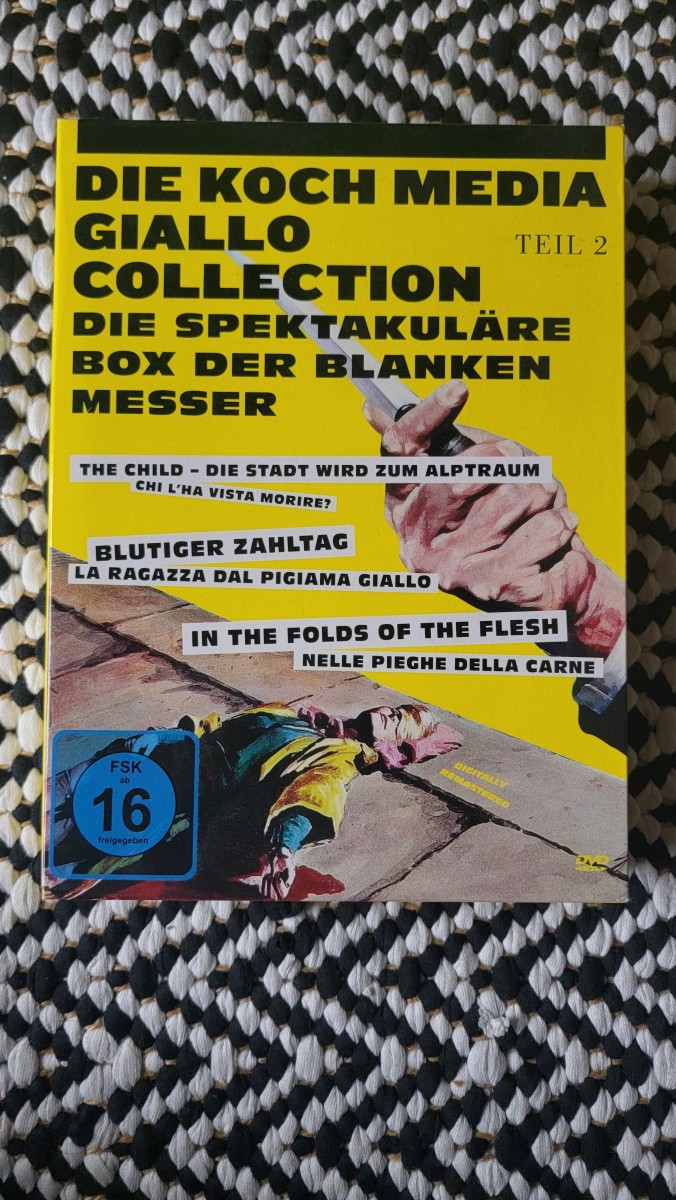 DIE KOCH MEDIA
GIALLO
TEIL 2
COLLECTION
DIE SPEKTAKULÄRE
BOX DER BLANKEN
MESSER
THE CHILD – DIE STADT WIRD ZUM ALPTRAUM
CHI L'HA VISTA MORIRE?
BLUTIGER ZAHLTAG
LA RAGAZZA DAL PIGIAMA GIALLO
IN THE FOLDS OF THE FLESH
NELLE PIEGHE DELLA CARNE
FSK
ab
16
freigegeben
DIGITALLY
REMASTERED
DVD